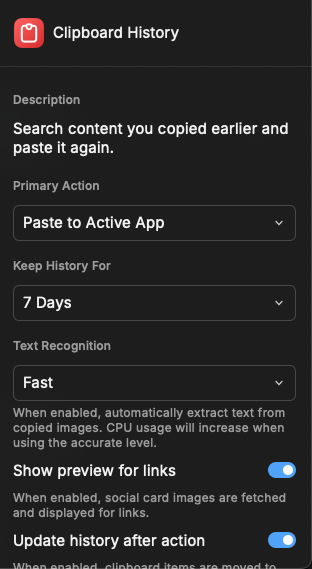 Clipboard History
Description
Search content you copied earlier and
paste it again.
Primary Action
Paste to Active App
Keep History For
7 Days
Text Recognition
Fast
When enabled, automatically extract text from
copied images. CPU usage will increase when
using the accurate level.
Show preview for links
When enabled, social card images are fetched
and displayed for links.
Update history after action
When enabled, clipboard items are moved to